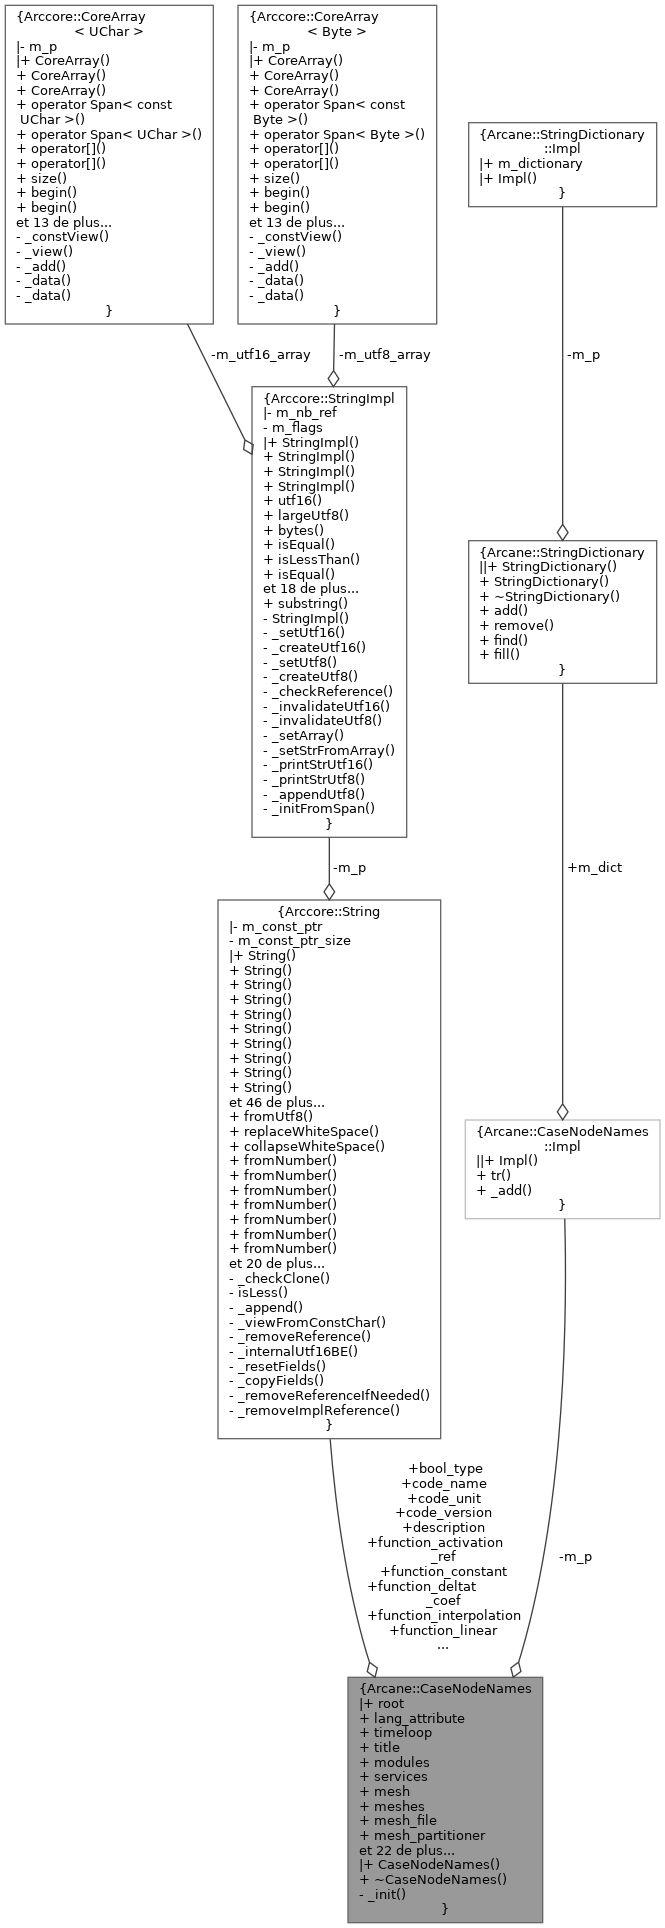 {Arccore::CoreArray
< UChar >
|- m_p
|+ CoreArray()
+ CoreArray()
+ CoreArray()
+ operator Span< const
UChar >()
+ operator Span< UChar >()
+ operator[]()
+ operator[]()
+ size()
+ begin()
+ begin()
et 13 de plus...
- _constView()
- _view()
- _add()
- _data()
- _data()
}
{Arccore::CoreArray
< Byte >
|- m_p
|+ CoreArray()
+ CoreArray()
+ CoreArray()
+ operator Span< const
Byte >()
+ operator Span< Byte >()
+ operator[]()
+ operator[]()
+ size()
+ begin()
+ begin()
et 13 de plus...
- _constView()
- _view()
- _add()
- _data()
- _data()
}
{Arcane::StringDictionary
::Impl
|+ m_dictionary
|+ Impl()
}
-m_utf16_array
-m_utf8_array
-m_p
{Arccore::StringImpl
|- m_nb_ref
- m_flags
|+ StringImpl()
+ StringImpl()
+ StringImpl()
+ StringImpl()
+ utf16()
+ largeUtf8()
+ bytes()
+ isEqual()
+ isLessThan()
+ isEqual()
et 18 de plus...
+ substring()
- StringImpl()
- _setUtf16()
- _createUtf16()
- _setUtf8()
- _createUtf8()
- _checkReference()
- _invalidateUtf16()
- _invalidateUtf8()
- _setArray()
- _setStrFromArray()
- _printStrUtf16()
- _printStrUtf8()
- _appendUtf8()
- _initFromSpan()
}
{Arcane::StringDictionary
||+ StringDictionary()
+ StringDictionary()
+ ~StringDictionary()
+ add()
+ remove()
+ find()
+ fill()
}
-m_p
+m_dict
{Arccore::String
|- m_const_ptr
- m_const_ptr_size
|+ String()
+ String()
+ String()
+ String()
+ String()
+ String()
+ String()
+ String()
+ String()
+ String()
et 46 de plus...
+ fromUtf8()
+ replaceWhiteSpace()
+ collapseWhiteSpace()
+ fromNumber()
+ fromNumber()
+ fromNumber()
+ fromNumber()
+ fromNumber()
+ fromNumber()
+ fromNumber()
et 20 de plus...
- _checkClone()
- isLess()
- _append()
- _viewFromConstChar()
- _removeReference()
- _internalUtf16BE()
- _resetFields()
- _copyFields()
- _removeReferenceIfNeeded()
- _removeImplReference()
}
{Arcane::CaseNodeNames
::Impl
||+ Impl()
+ tr()
+ _add()
}
+bool_type
+code_name
+code_unit
+code_version
+description
+function_activation
_ref
+function_constant
+function_deltat
_coef
+function_interpolation
+function_linear
...
-m_p
{Arcane::CaseNodeNames
|+ root
+ lang_attribute
+ timeloop
+ title
+ modules
+ services
+ mesh
+ meshes
+ mesh_file
+ mesh_partitioner
et 22 de plus...
|+ CaseNodeNames()
+ ~CaseNodeNames()
- _init()
}